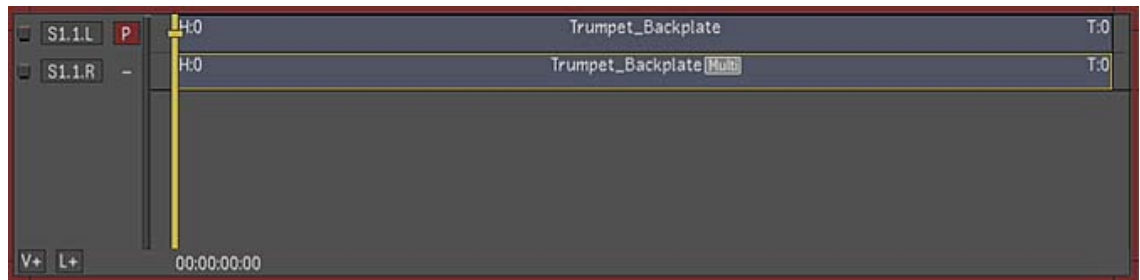 S1.1.L P H:0 Trumpet_Backplate T:0
S1.1.R - H:0 Trumpet_Backplate Multi T:0
V+ L+ 00:00:00:00